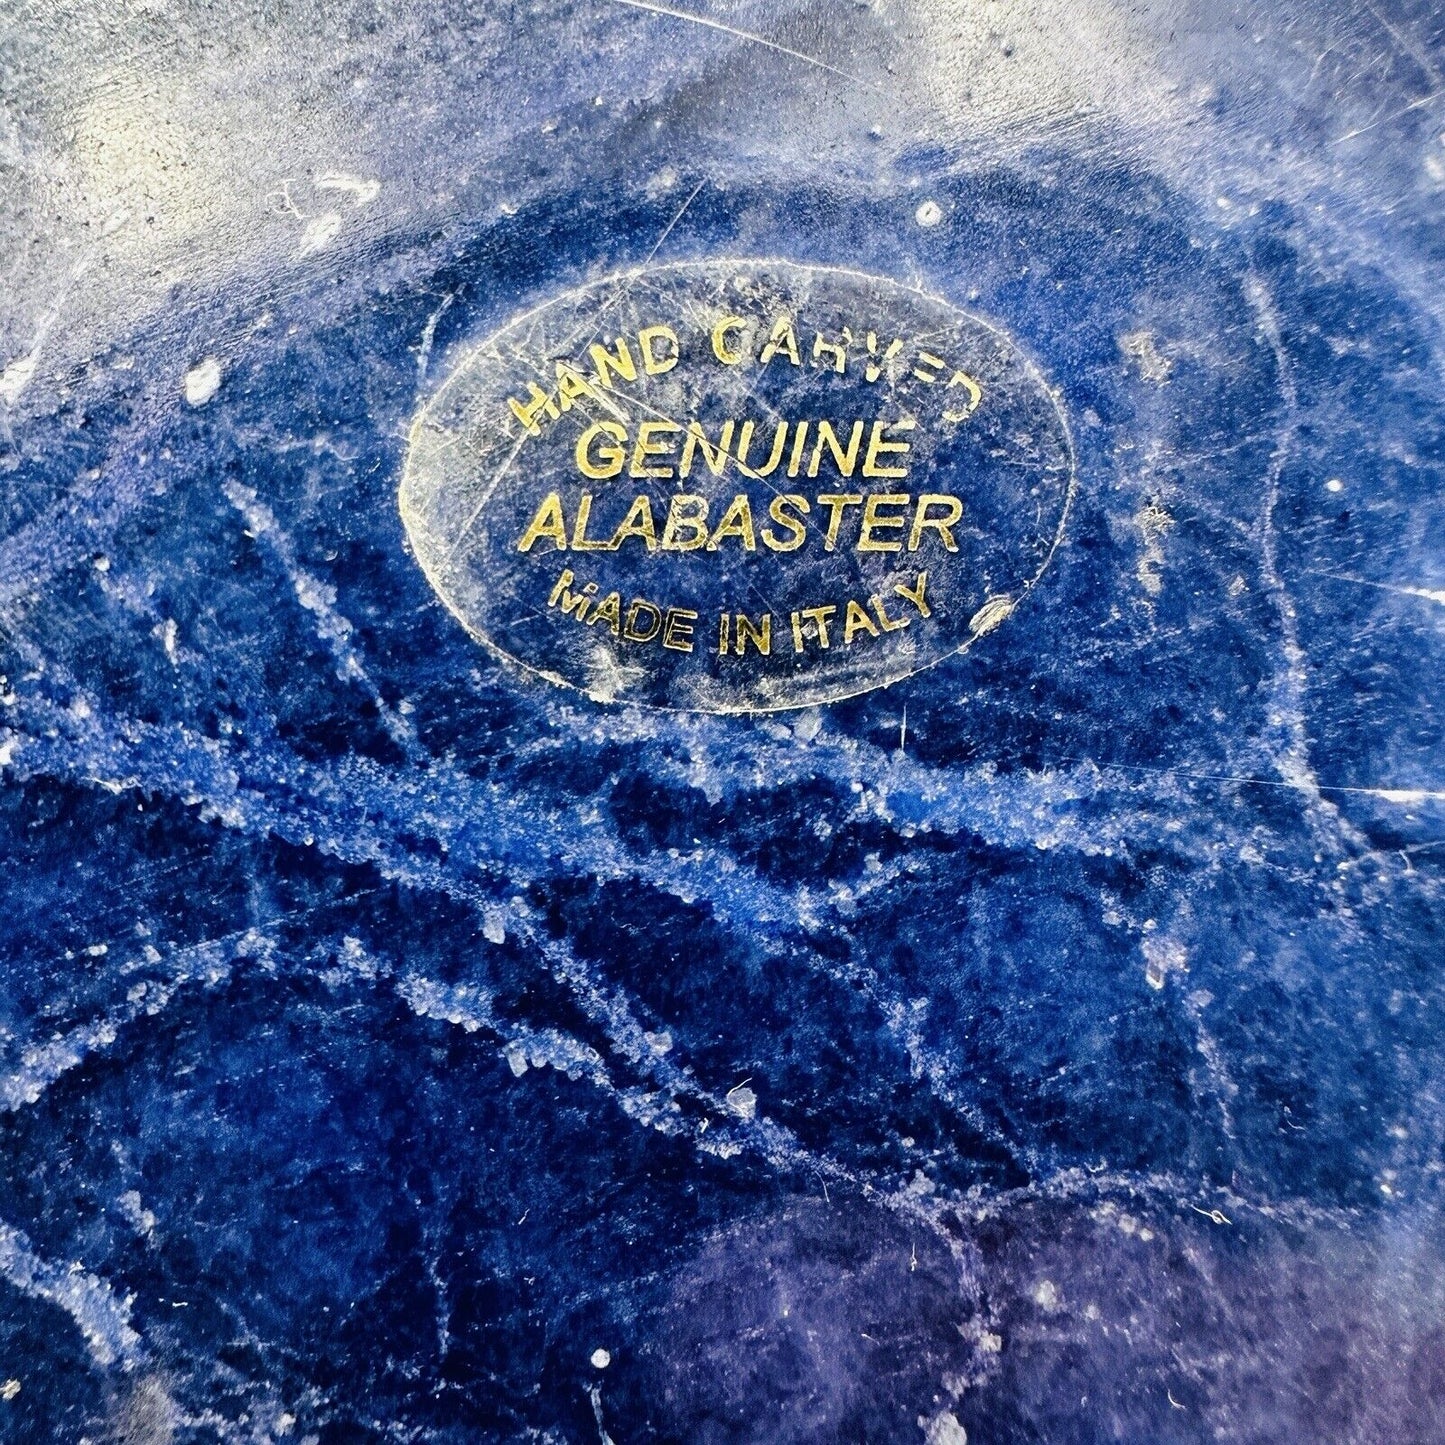 HAND CARVED
GENUINE
ALABASTER
MADE IN ITALY